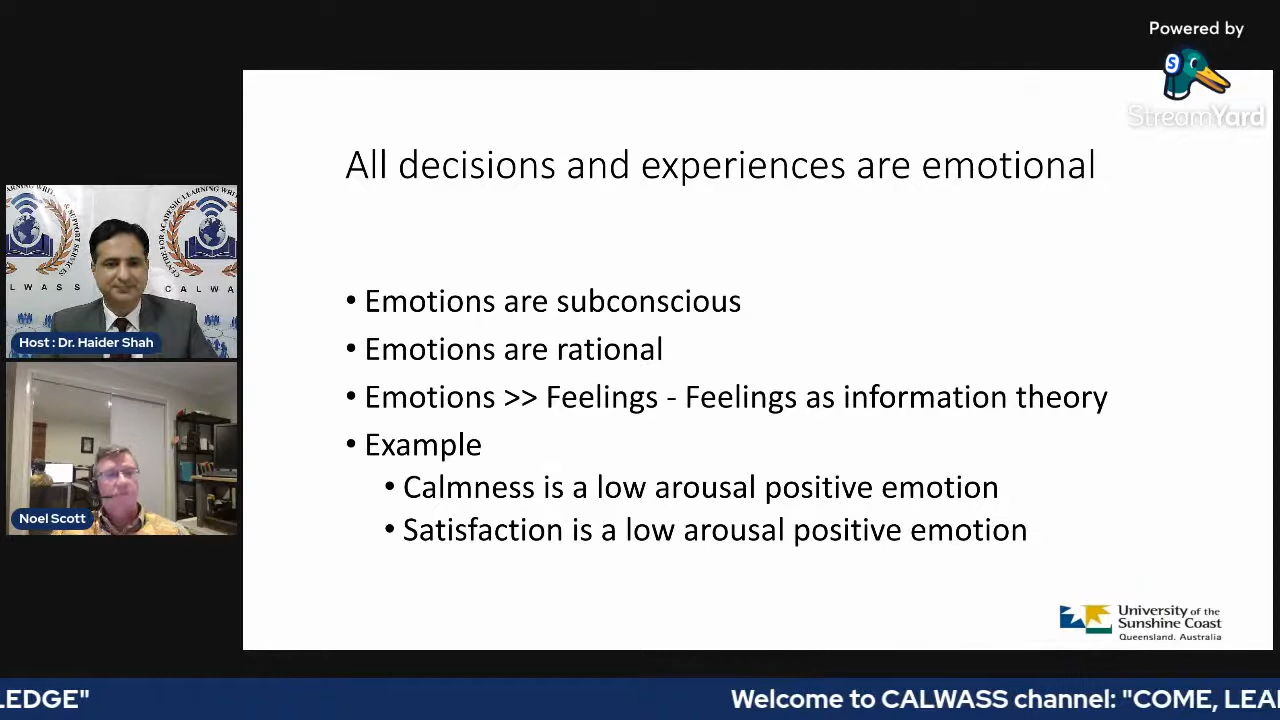 Powered by
StreamYard
All decisions and experiences are emotional
• Emotions are subconscious
• Emotions are rational
• Emotions >> Feelings - Feelings as information theory
• Example
• Calmness is a low arousal positive emotion
• Satisfaction is a low arousal positive emotion
CALWASS
CALWASS
Host : Dr. Haider Shah
Noel Scott
University of the
Sunshine Coast
Queensland, Australia
LEDGE" Welcome to CALWASS channel: "COME, LEA